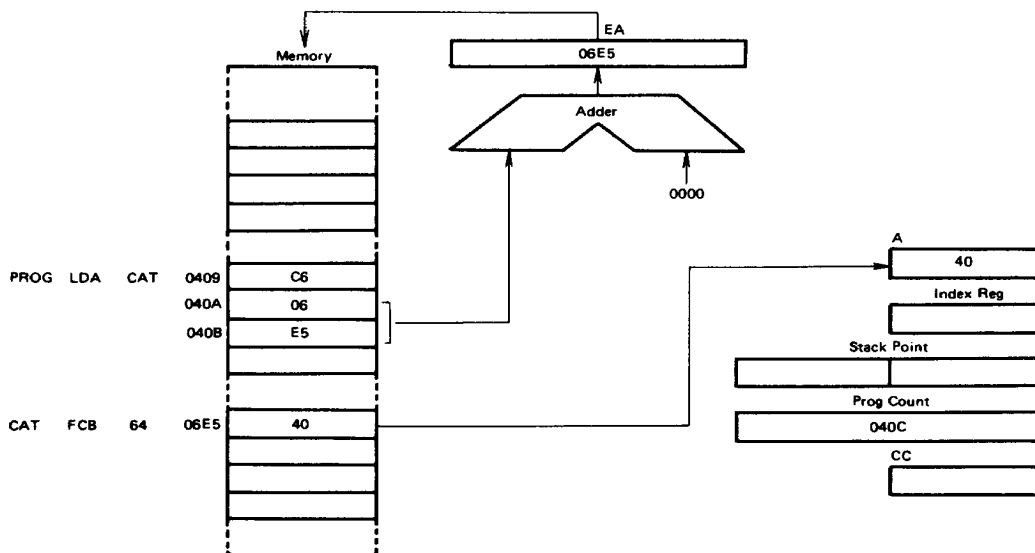 EA
06E5
Memory
Adder
0000
PROG LDA CAT 0409 C6
040A 06
040B E5
CAT FCB 64 06E5 40
A
40
Index Reg
Stack Point
Prog Count
040C
CC